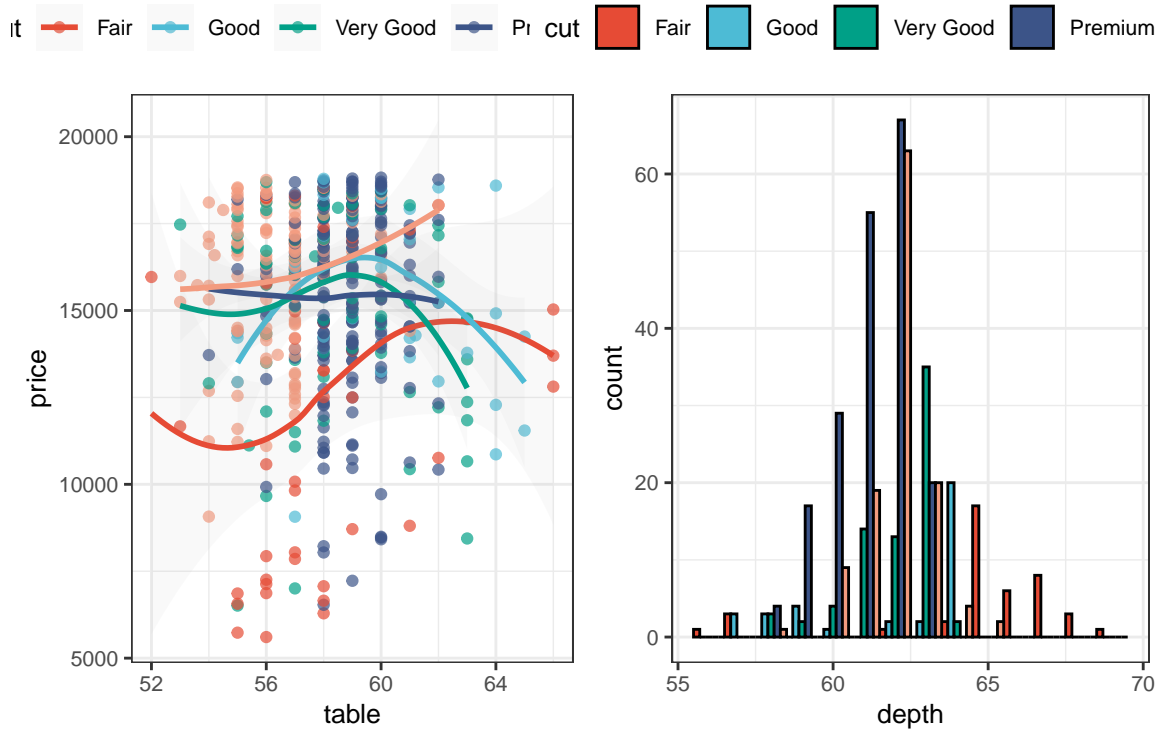 Fair Good Very Good
cut Fair Good Very Good Premium
20000
15000
10000
5000
price
52 56 60 64
table
60
40
20
0
count
55 60 65 70
depth